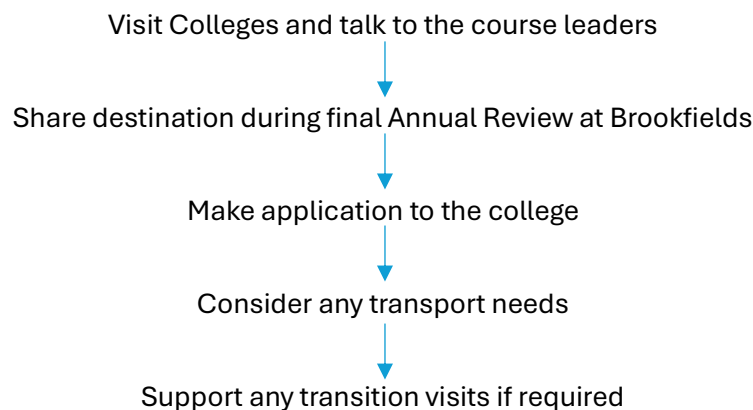 Visit Colleges and talk to the course leaders
Share destination during final Annual Review at Brookfields
Make application to the college
Consider any transport needs
Support any transition visits if required